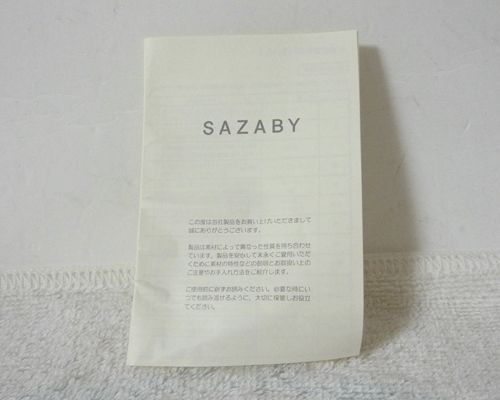 SAZABY
この度は当社製品をお買い上げいただきまして
誠にありがとうございます。
製品は素材によって異なった性質を持ち合わせ
ています。製品を安心して末永くご愛用いただ
くために素材の特性などの説明とお取扱い上の
ご注意やお手入れ方法をご紹介します。
ご使用前に必ずお読みください。必要な時にい
つでも読み返せるように、大切に保管しお役立
てください。